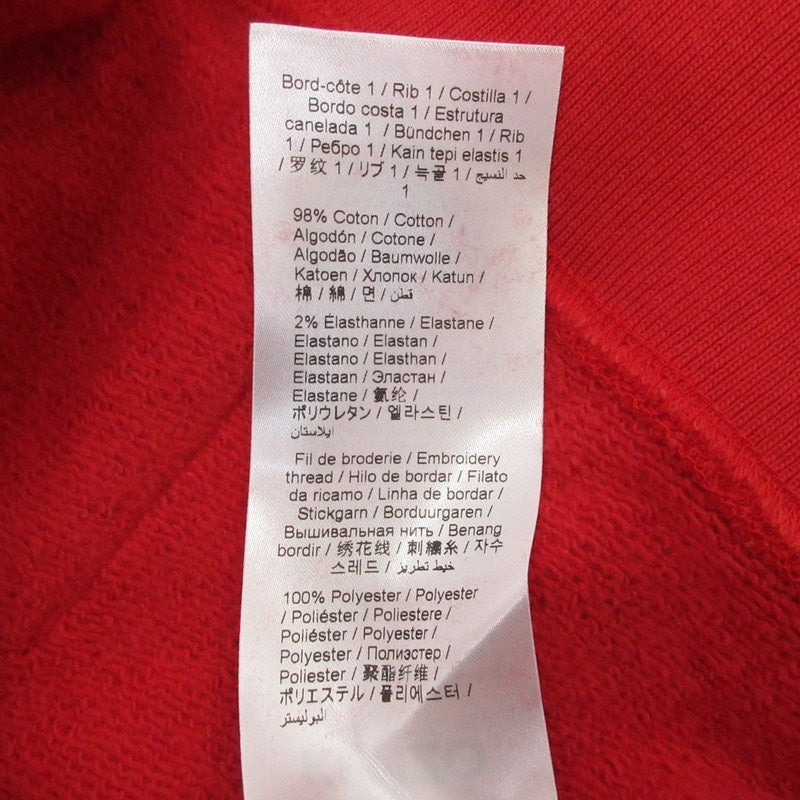 Bord-côte 1 / Rib 1 / Costilla 1 /
Bordo costa 1 / Estrutura
canelada 1 / Bündchen 1 / Rib
1 / Ребро 1 / Kain tepi elastis 1
/ 罗纹 1 / リブ 1 / 늑골 1 / حد النسيج
1
98% Coton / Cotton /
Algodón / Cotone /
Algodão / Baumwolle /
Katoen / Хлопок / Katun /
棉 / 綿 / 면 / قطن
2% Élasthanne / Elastane /
Elastano / Elastan /
Elastano / Elasthan /
Elastaan / Эластан /
Elastane / 氨纶 /
ポリウレタン / 엘라스틴 /
ايلاستان
Fil de broderie / Embroidery
thread / Hilo de bordar / Filato
da ricamo / Linha de bordar /
Stickgarn / Borduurgaren /
Вышивальная нить / Benang
bordir / 绣花线 / 刺繍糸 / 자수
스레드 / خيط تطريز
100% Polyester / Polyester
/ Poliéster / Poliestere /
Poliéster / Polyester /
Polyester / Полиэстер /
Poliester / 聚酯纤维 /
ポリエステル / 폴리에스터 /
البوليستر